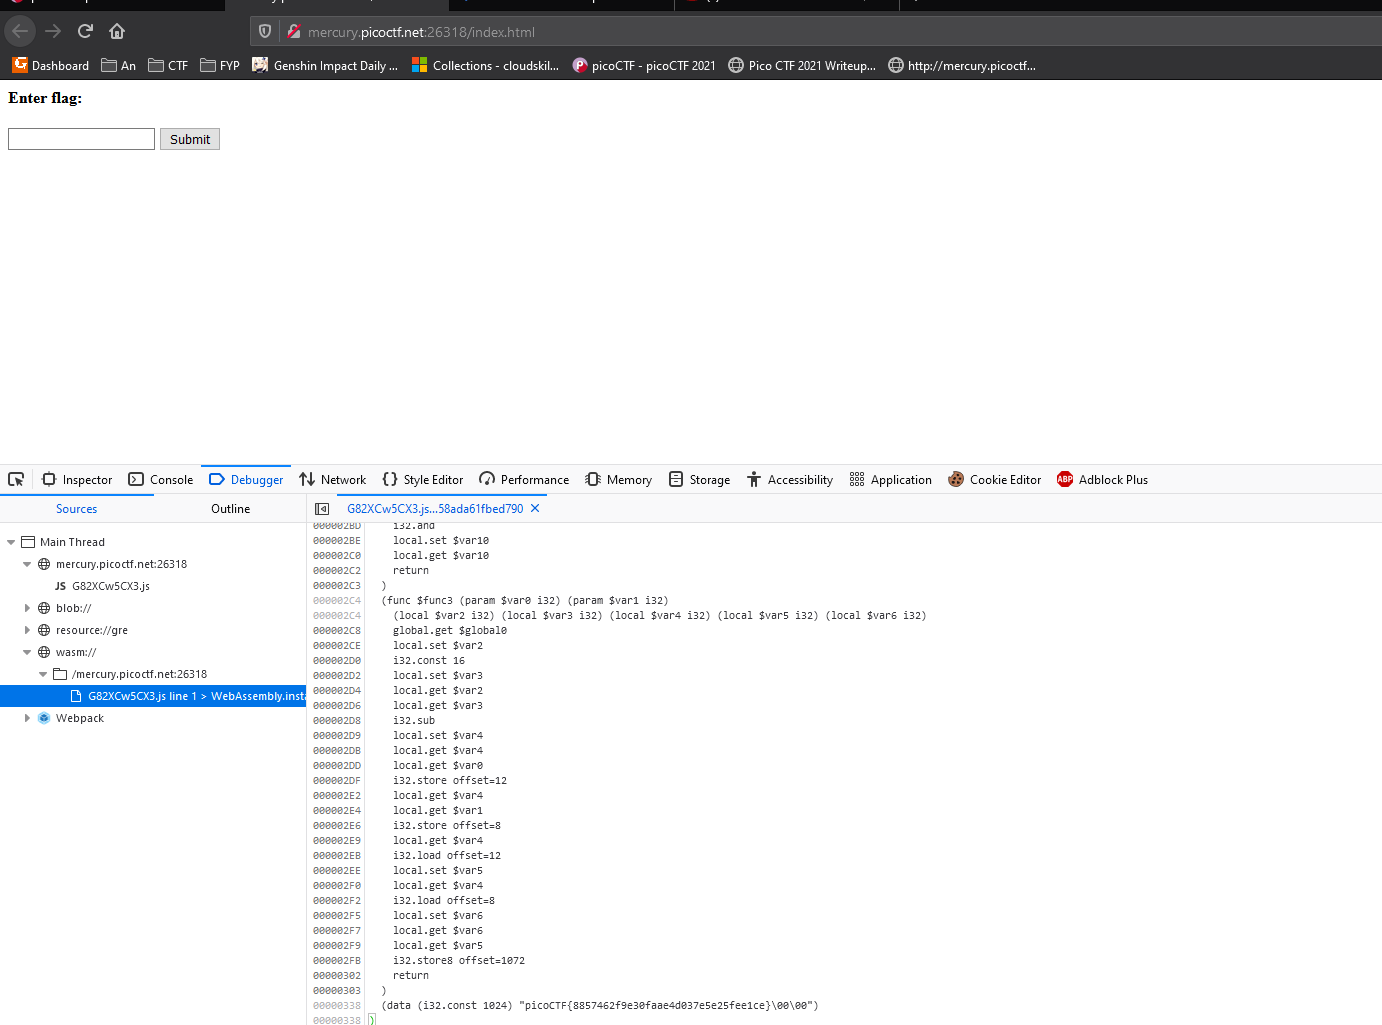 mercury.picoctf.net:26318/index.html
Dashboard An CTF FYP Genshin Impact Daily ... Collections - cloudskil... picoCTF - picoCTF 2021 Pico CTF 2021 Writeup... http://mercury.picoctf...
Enter flag:
Submit
Inspector Console Debugger Network Style Editor Performance Memory Storage Accessibility Application Cookie Editor Adblock Plus
Sources Outline
G82XCw5CX3.js...58ada61fbed790
Main Thread
mercury.picoctf.net:26318
JS G82XCw5CX3.js
blob://
resource://gre
wasm://
/mercury.picoctf.net:26318
G82XCw5CX3.js line 1 > WebAssembly.insta
Webpack
000002BD i32.and
000002BE local.set $var10
000002C0 local.get $var10
000002C2 return
000002C3 )
000002C4 (func $func3 (param $var0 i32) (param $var1 i32)
000002C4 (local $var2 i32) (local $var3 i32) (local $var4 i32) (local $var5 i32) (local $var6 i32)
000002C8 global.get $global0
000002CE local.set $var2
000002D0 i32.const 16
000002D2 local.set $var3
000002D4 local.get $var2
000002D6 local.get $var3
000002D8 i32.sub
000002D9 local.set $var4
000002DB local.get $var4
000002DD local.get $var0
000002DF i32.store offset=12
000002E2 local.get $var4
000002E4 local.get $var1
000002E6 i32.store offset=8
000002E9 local.get $var4
000002EB i32.load offset=12
000002EE local.set $var5
000002F0 local.get $var4
000002F2 i32.load offset=8
000002F5 local.set $var6
000002F7 local.get $var6
000002F9 local.get $var5
000002FB i32.store8 offset=1072
00000302 return
00000303 )
00000338 (data (i32.const 1024) "picoCTF{8857462f9e30faae4d037e5e25fee1ce}\00\00")
00000338 )